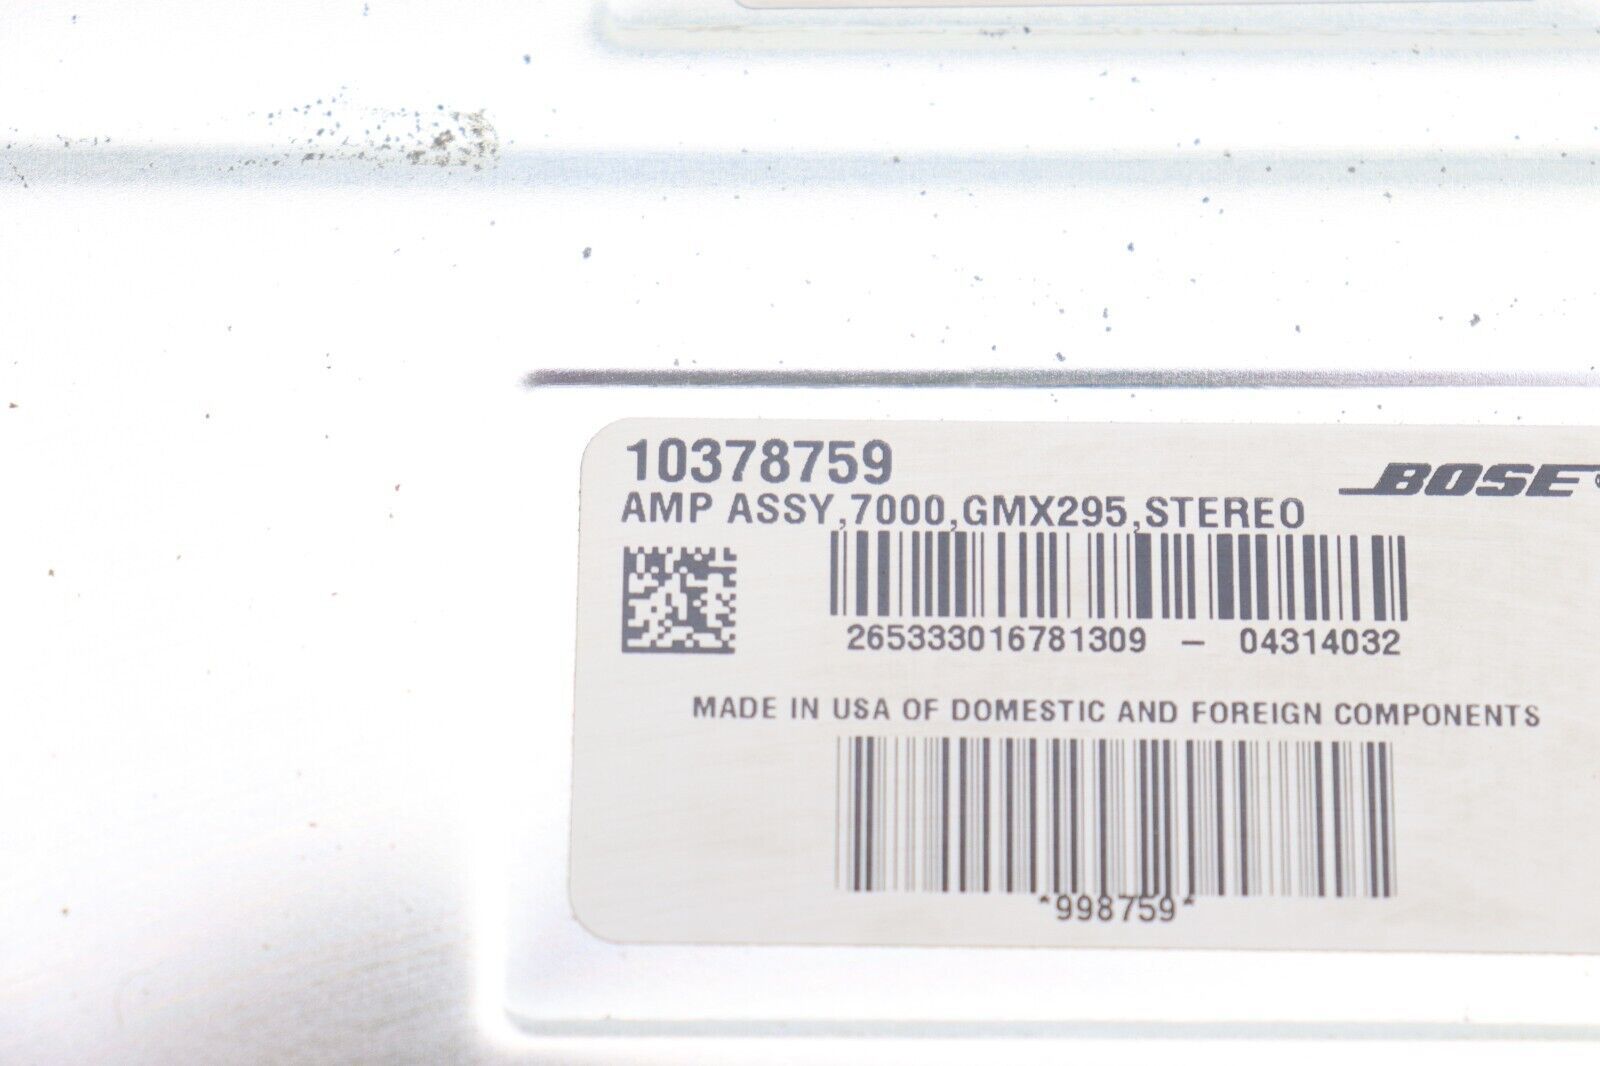 10378759
BOSE
AMP ASSY,7000,GMX295,STEREO
265333016781309 - 04314032
MADE IN USA OF DOMESTIC AND FOREIGN COMPONENTS
*998759*